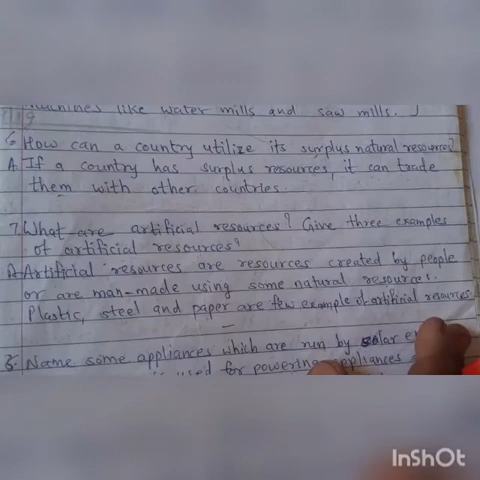 machines like water mills and saw mills.
6. How can a country utilize its surplus natural resources?
A. If a country has surplus resources, it can trade
them with other countries.
7. What are artificial resources? Give three examples
of artificial resources?
A. Artificial resources are resources created by people
or are man-made using some natural resources.
Plastic, steel and paper are few example of artificial resources.
5. Name some appliances which are run by solar
used for powering appliances
InShOt